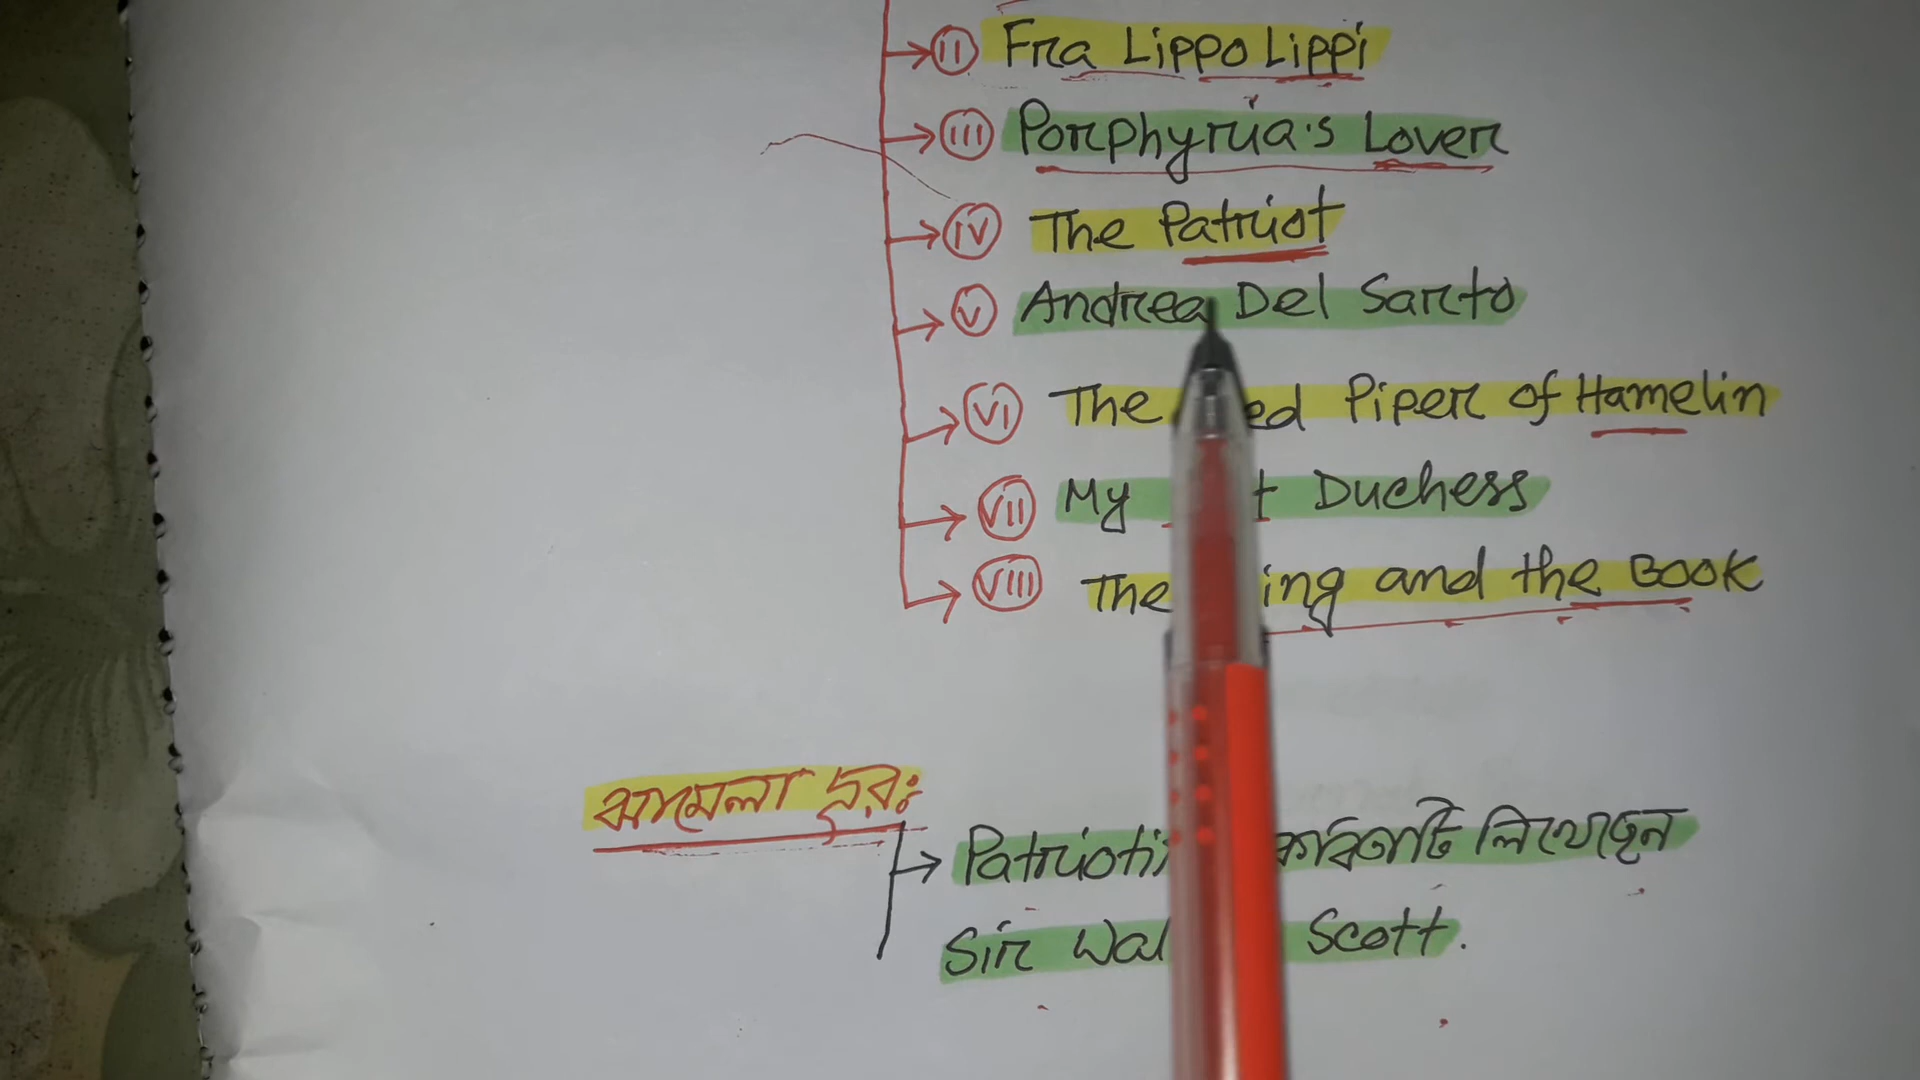 ii Fra Lippo Lippi
iii Porphyria's Lover
iv The Patriot
v Andrea Del Sarto
vi The Piper of Hamelin
vii My Duchess
viii The and the Book
ঝামেলা দূরঃ
কবিতাটি লিখেছেন
Sir Scott.